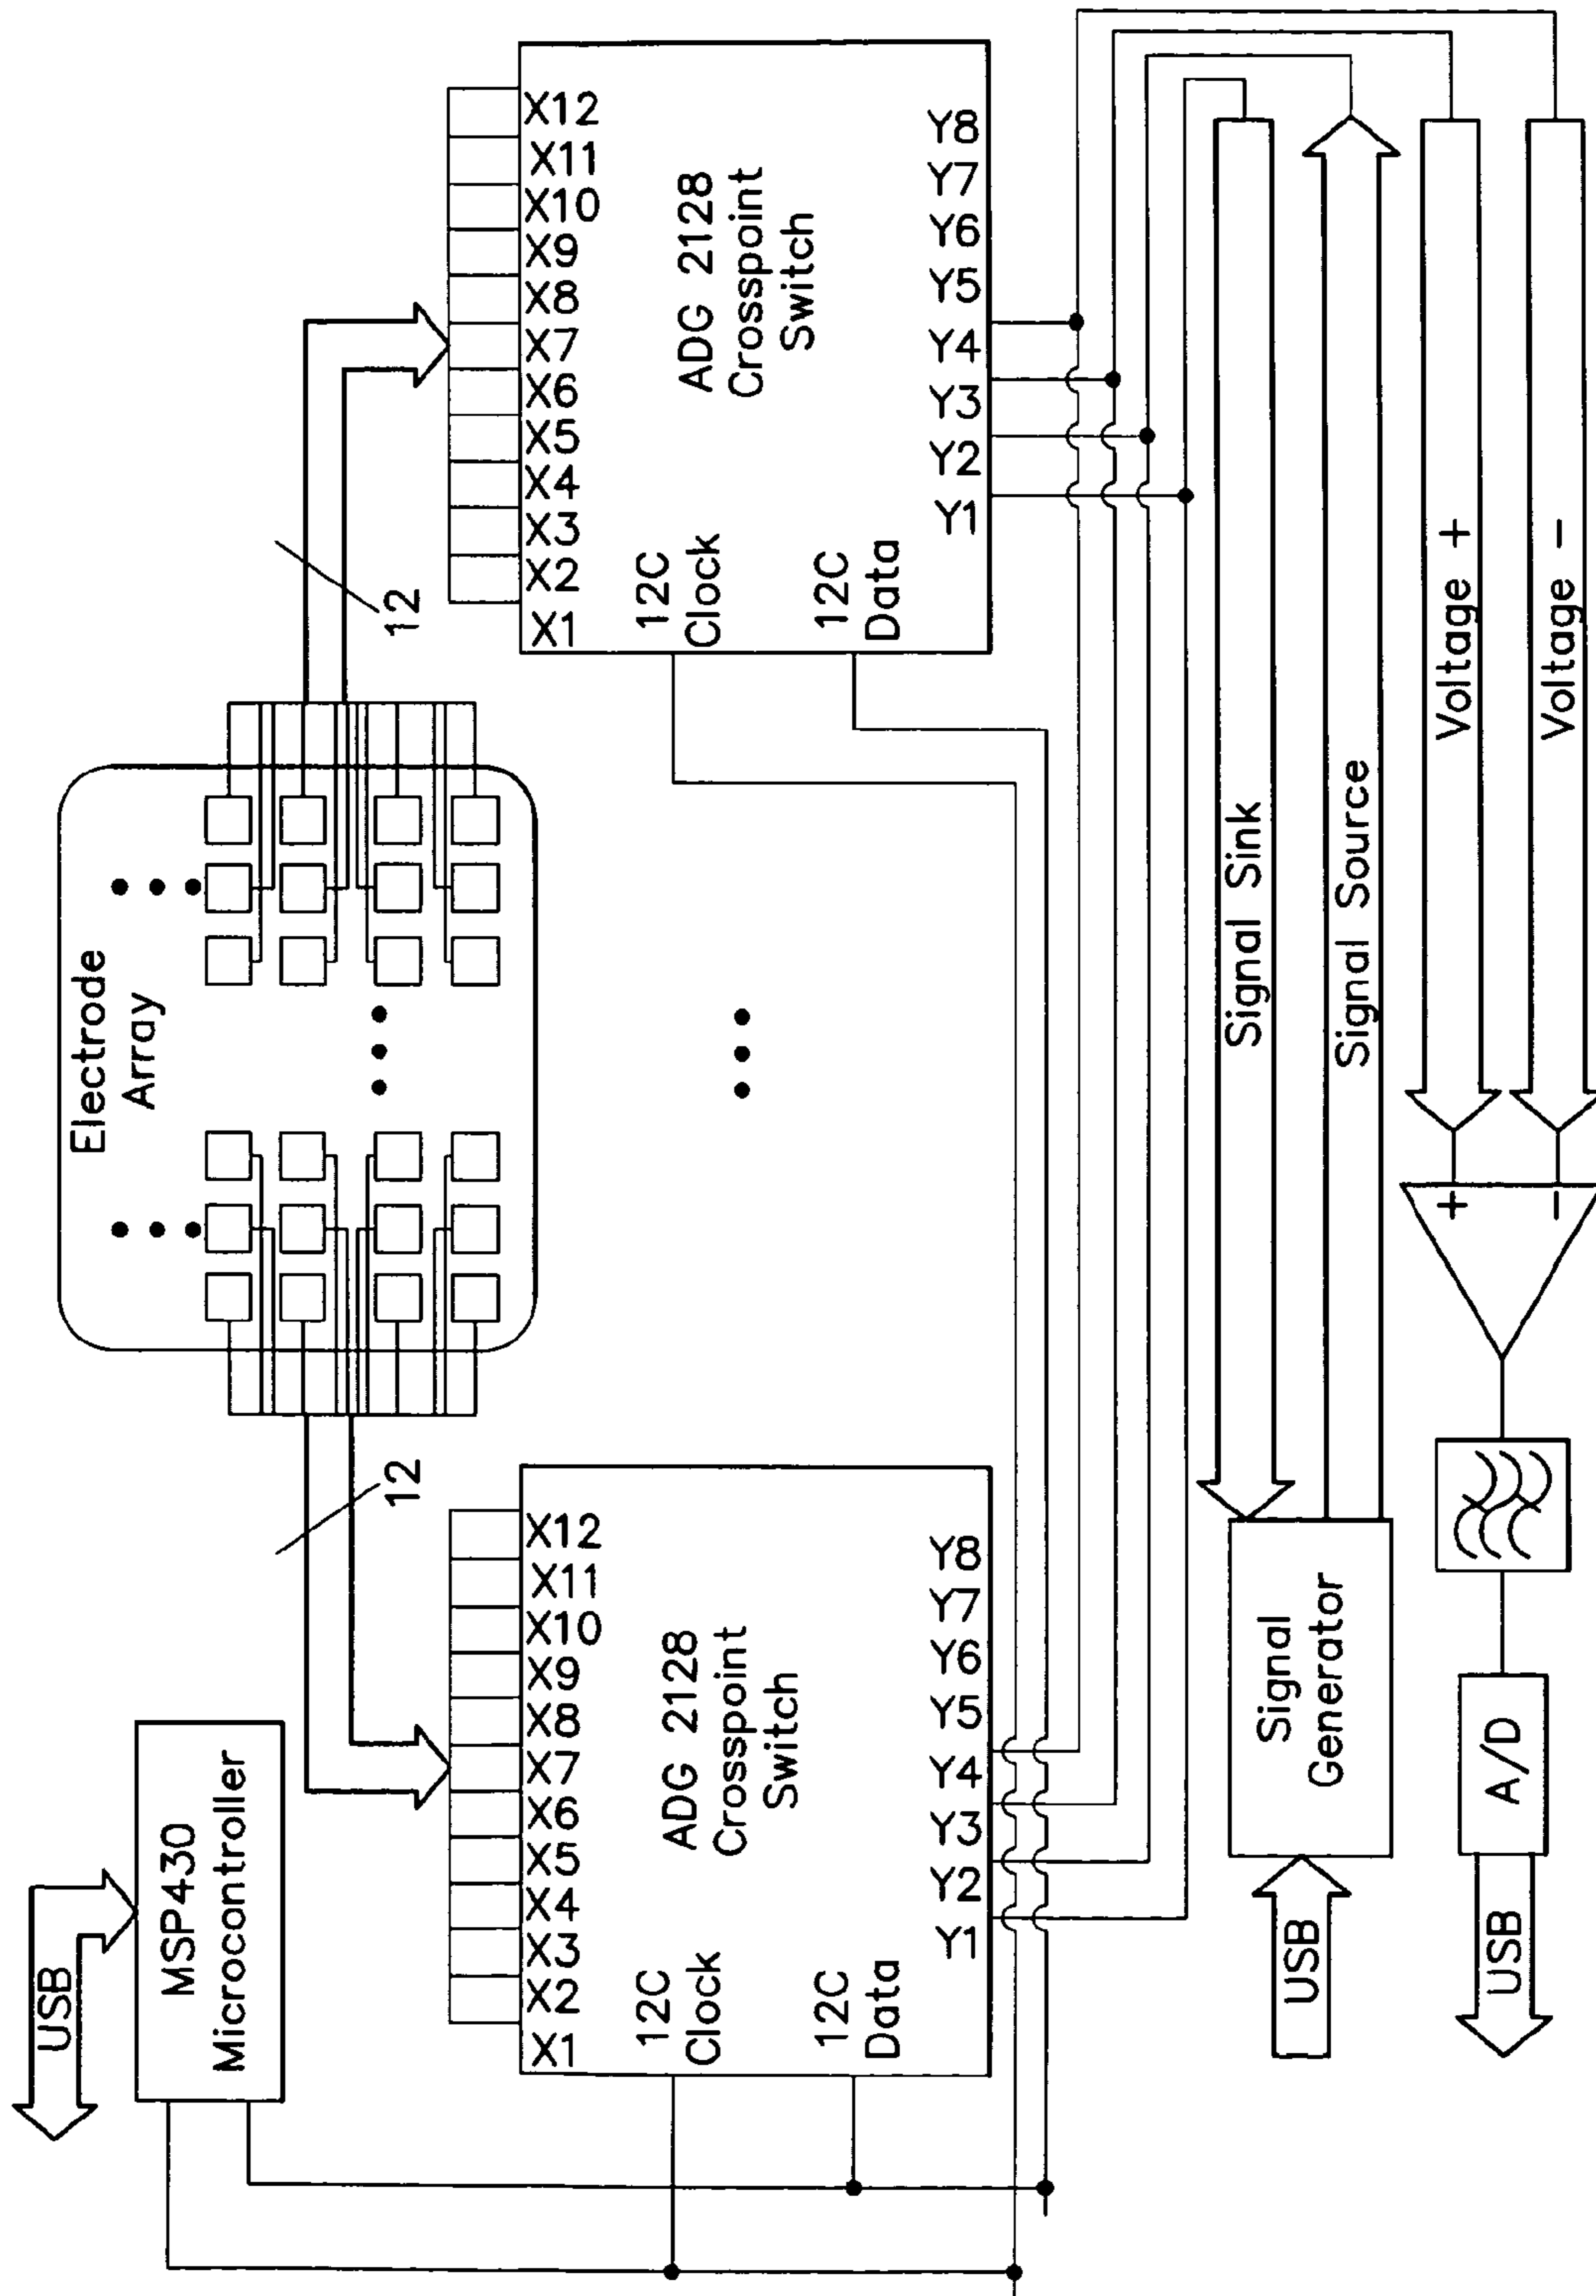 USB
MSP430
Microcontroller
Electrode
Array
12
12
X1 X2 X3 X4 X5 X6 X7 X8 X9 X10 X11 X12
12C
Clock
12C
Data
ADG 2128
Crosspoint
Switch
Y1 Y2 Y3 Y4 Y5 Y6 Y7 Y8
X1 X2 X3 X4 X5 X6 X7 X8 X9 X10 X11 X12
12C
Clock
12C
Data
ADG 2128
Crosspoint
Switch
Y1 Y2 Y3 Y4 Y5 Y6 Y7 Y8
USB
Signal
Generator
Signal Sink
Signal Source
USB
A/D
+
-
Voltage +
Voltage -